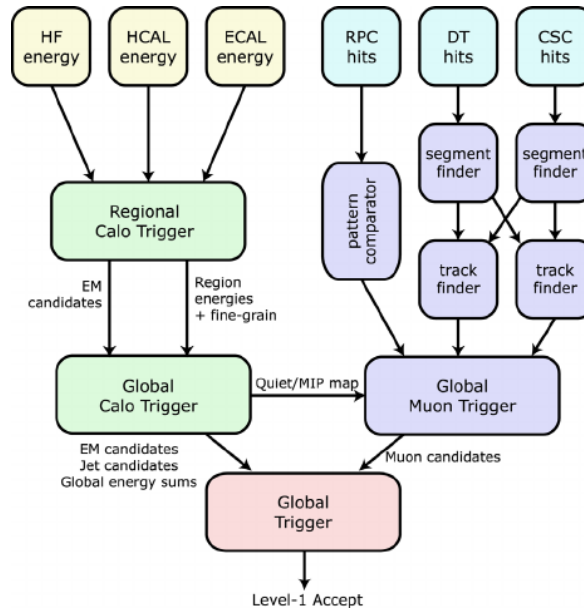 HF
energy
HCAL
energy
ECAL
energy
RPC
hits
DT
hits
CSC
hits
segment
finder
segment
finder
pattern
comparator
Regional
Calo Trigger
track
finder
track
finder
EM
candidates
Region
energies
+ fine-grain
Global
Calo Trigger
Quiet/MIP map
Global
Muon Trigger
EM candidates
Jet candidates
Global energy sums
Muon candidates
Global
Trigger
Level-1 Accept